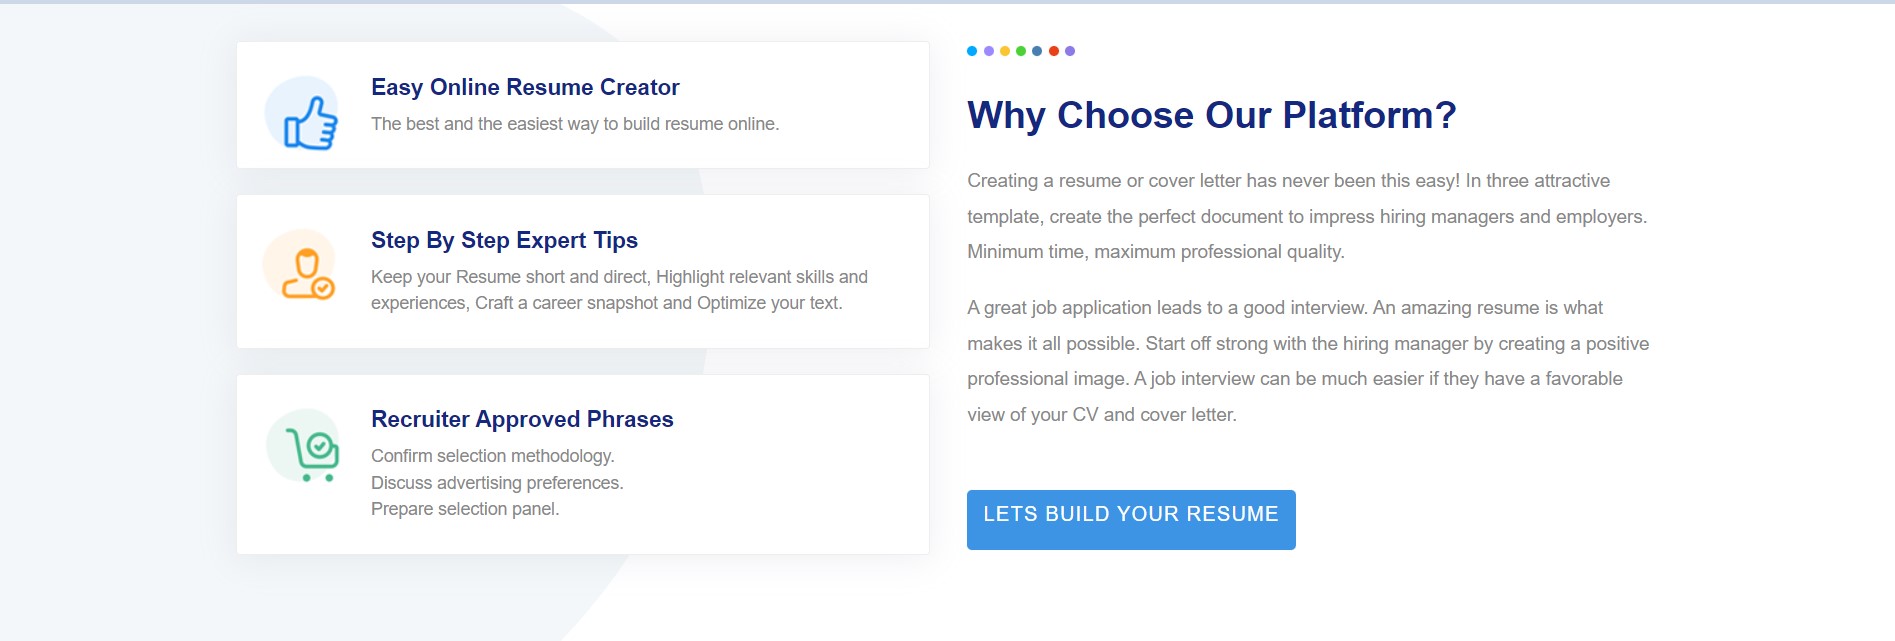 Easy Online Resume Creator
The best and the easiest way to build resume online.
Step By Step Expert Tips
Keep your Resume short and direct, Highlight relevant skills and
experiences, Craft a career snapshot and Optimize your text.
Recruiter Approved Phrases
Confirm selection methodology.
Discuss advertising preferences.
Prepare selection panel.
Why Choose Our Platform?
Creating a resume or cover letter has never been this easy! In three attractive
template, create the perfect document to impress hiring managers and employers.
Minimum time, maximum professional quality.
A great job application leads to a good interview. An amazing resume is what
makes it all possible. Start off strong with the hiring manager by creating a positive
professional image. A job interview can be much easier if they have a favorable
view of your CV and cover letter.
LETS BUILD YOUR RESUME